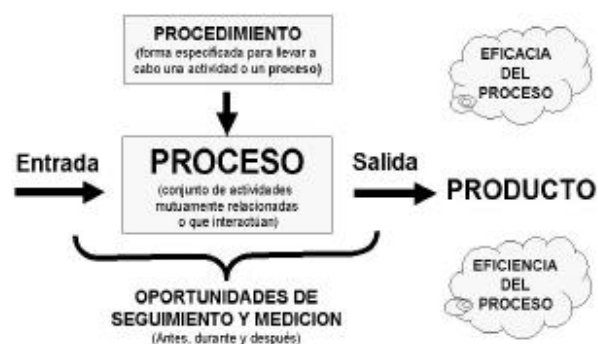 PROCEDIMIENTO
(forma especificada para llevar a
cabo una actividad o un proceso)
EFICACIA
DEL
PROCESO
Entrada
PROCESO
(conjunto de actividades
mutuamente relacionadas
o que interactúan)
Salida
PRODUCTO
OPORTUNIDADES DE
SEGUIMIENTO Y MEDICION
(Antes, durante y después)
EFICIENCIA
DEL
PROCESO